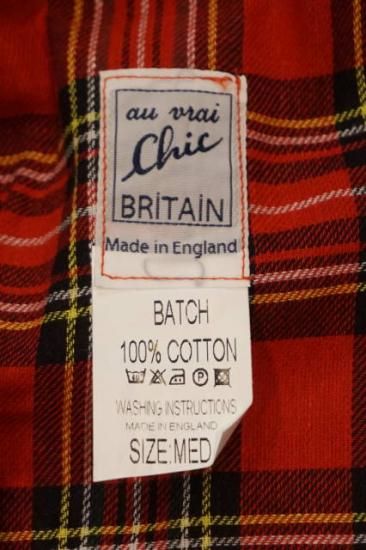 au vrai
Chic
BRITAIN
Made in England
BATCH
100% COTTON
WASHING INSTRUCTIONS
MADE IN ENGLAND
SIZE:MED